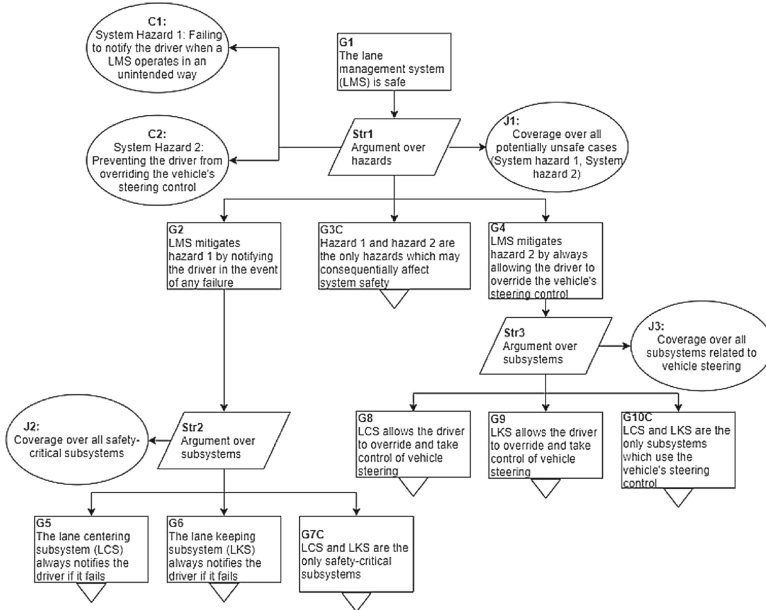 C1:
System Hazard 1: Failing
to notify the driver when a
LMS operates in an
unintended way
G1
The lane
management system
(LMS) is safe
C2:
System Hazard 2:
Preventing the driver from
overriding the vehicle's
steering control
Str1
Argument over
hazards
J1:
Coverage over all
potentially unsafe cases
(System hazard 1, System
hazard 2)
G2
LMS mitigates
hazard 1 by notifying
the driver in the event
of any failure
G3C
Hazard 1 and hazard 2 are
the only hazards which may
consequentially affect
system safety
G4
LMS mitigates
hazard 2 by always
allowing the driver to
override the vehicle's
steering control
Str3
Argument over
subsystems
J3:
Coverage over all
subsystems related to
vehicle steering
J2:
Coverage over all safety-
critical subsystems
Str2
Argument over
subsystems
G8
LCS allows the driver
to override and take
control of vehicle
steering
G9
LKS allows the driver
to override and take
control of vehicle
steering
G10C
LCS and LKS are the
only subsystems
which use the
vehicle's steering
control
G5
The lane centering
subsystem (LCS)
always notifies the
driver if it fails
G6
The lane keeping
subsystem (LKS)
always notifies the
driver if it fails
G7C
LCS and LKS are the
only safety-critical
subsystems